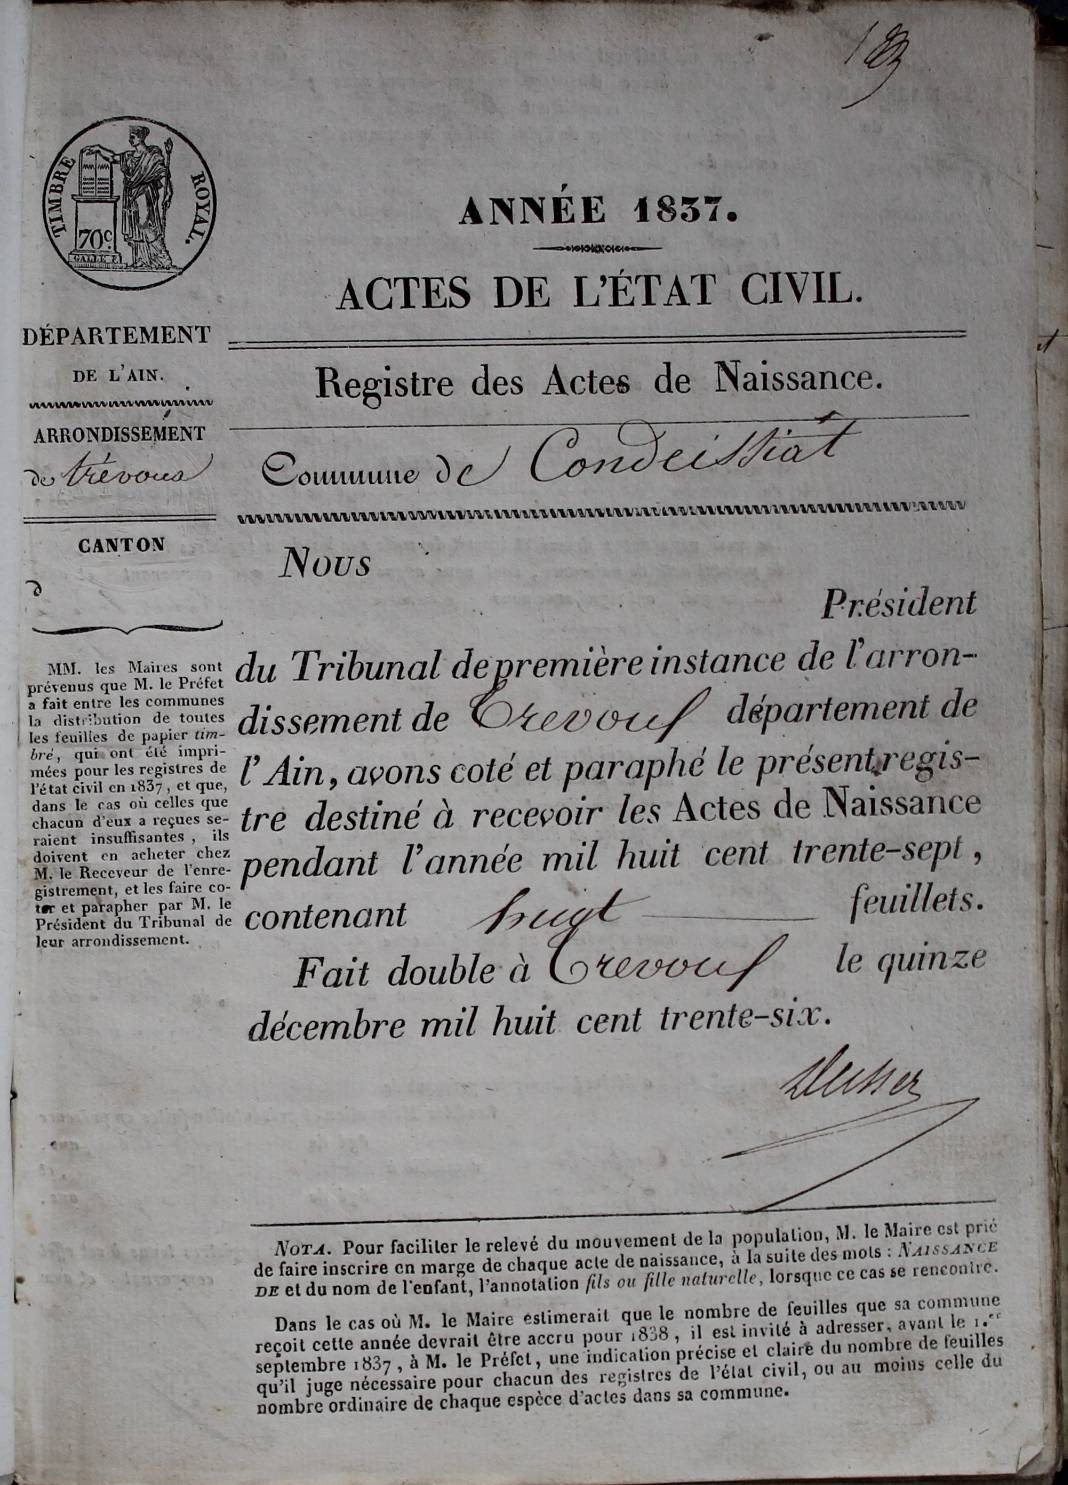 TIMBRE ROYAL.
70c.
ANNÉE 1837.
ACTES DE L'ÉTAT CIVIL.
DÉPARTEMENT
DE L'AIN.
ARRONDISSEMENT
de trévoux
CANTON
d
MM. les Maires sont
prévenus que M. le Préfet
a fait entre les communes
la distribution de toutes
les feuilles de papier tim-
bré, qui ont été impri-
mées pour les registres de
l'état civil en 1837, et que,
dans le cas où celles que
chacun d'eux a reçues se-
raient insuffisantes, ils
doivent en acheter chez
M. le Receveur de l'enre-
gistrement, et les faire co-
ter et parapher par M. le
Président du Tribunal de
leur arrondissement.
Registre des Actes de Naissance.
Commune de Condeissiat
Nous
Président
du Tribunal de première instance de l'arron-
dissement de Trevoux département de
l'Ain, avons coté et paraphé le présent regis-
tre destiné à recevoir les Actes de Naissance
pendant l'année mil huit cent trente-sept,
contenant huit feuillets.
Fait double à Trevoux le quinze
décembre mil huit cent trente-six.
NOTA. Pour faciliter le relevé du mouvement de la population, M. le Maire est prié
de faire inscrire en marge de chaque acte de naissance, à la suite des mots : NAISSANCE
DE et du nom de l'enfant, l'annotation fils ou fille naturelle, lorsque ce cas se rencontre.
Dans le cas où M. le Maire estimerait que le nombre de feuilles que sa commune
reçoit cette année devrait être accru pour 1838, il est invité à adresser, avant le 1.er
septembre 1837, à M. le Préfet, une indication précise et claire du nombre de feuilles
qu'il juge nécessaire pour chacun des registres de l'état civil, ou au moins celle du
nombre ordinaire de chaque espèce d'actes dans sa commune.